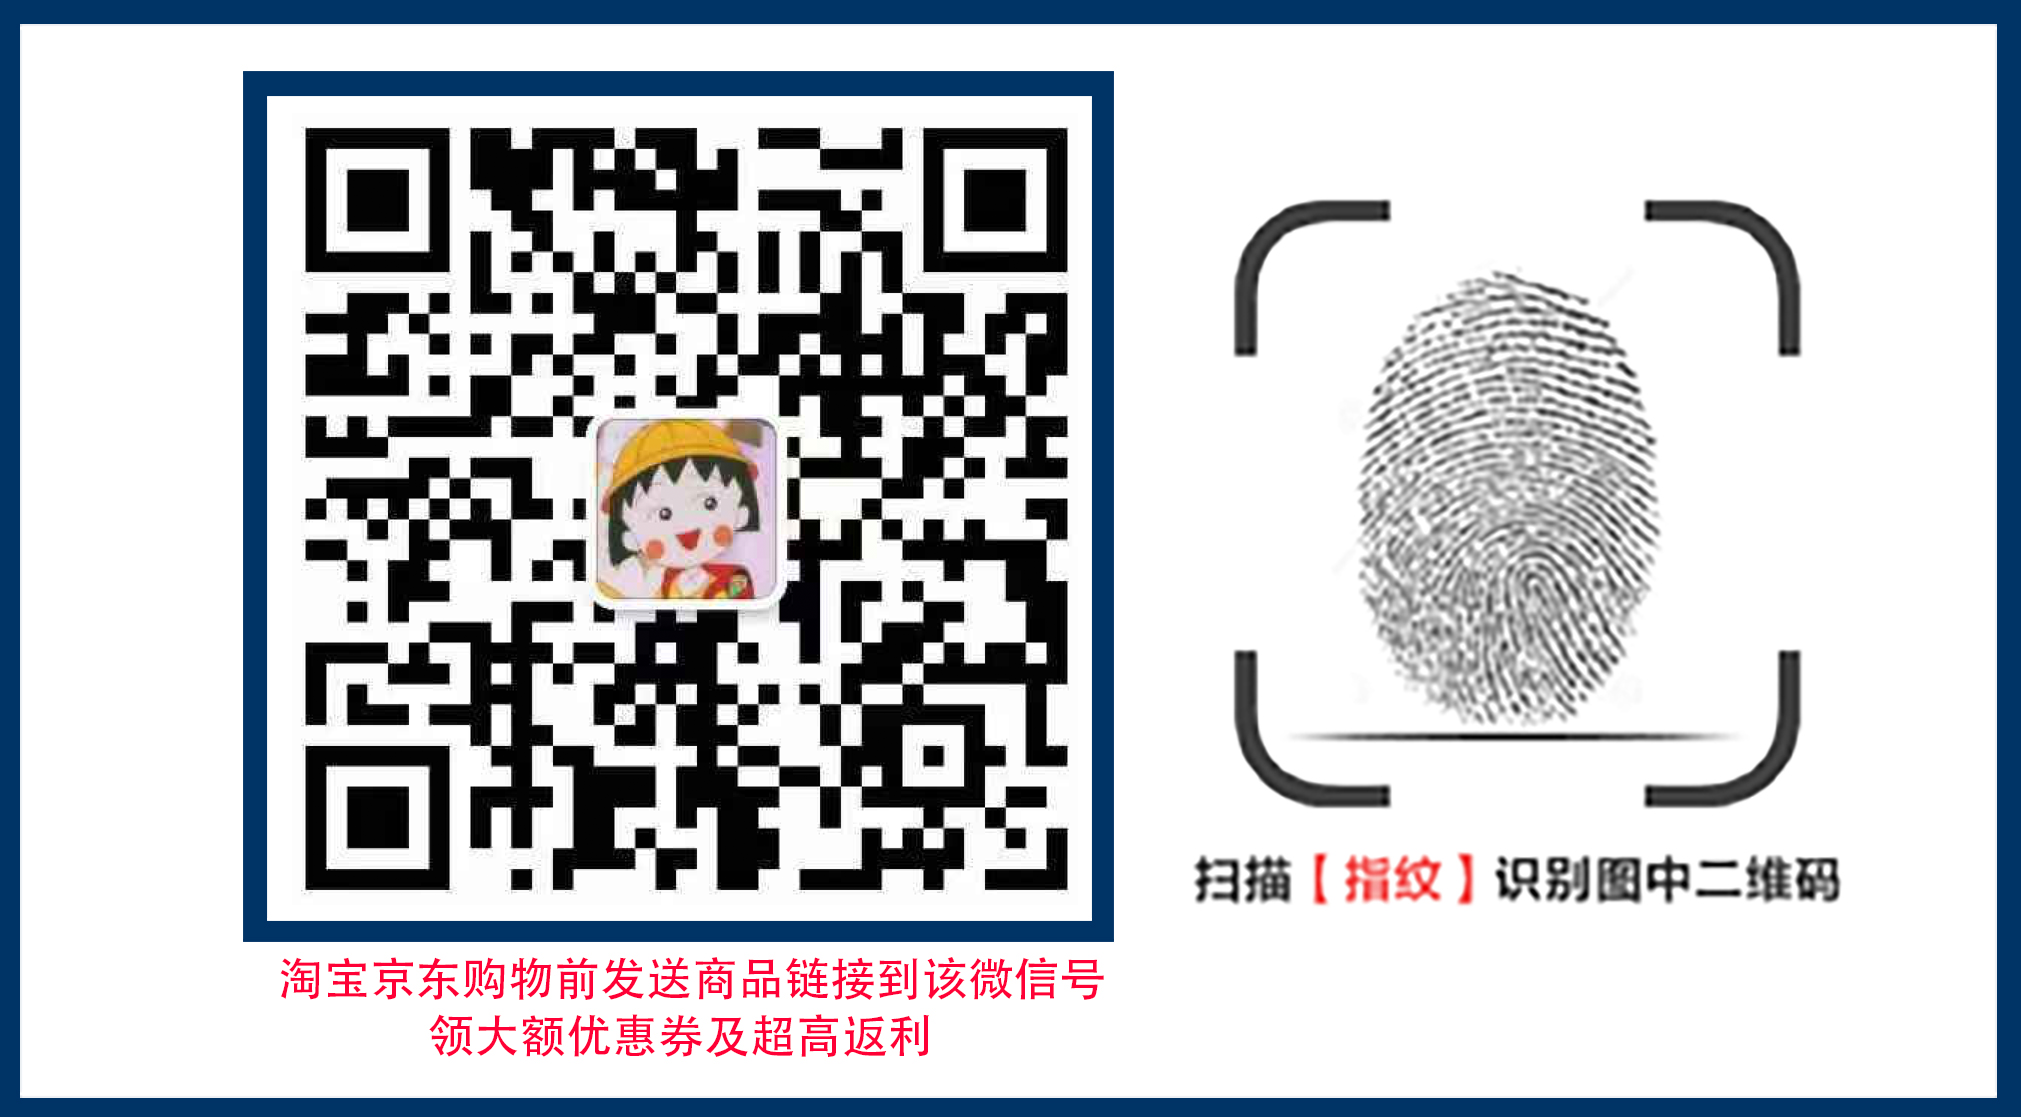 扫描【指纹】识别图中二维码
淘宝京东购物前发送商品链接到该微信号
领大额优惠券及超高返利